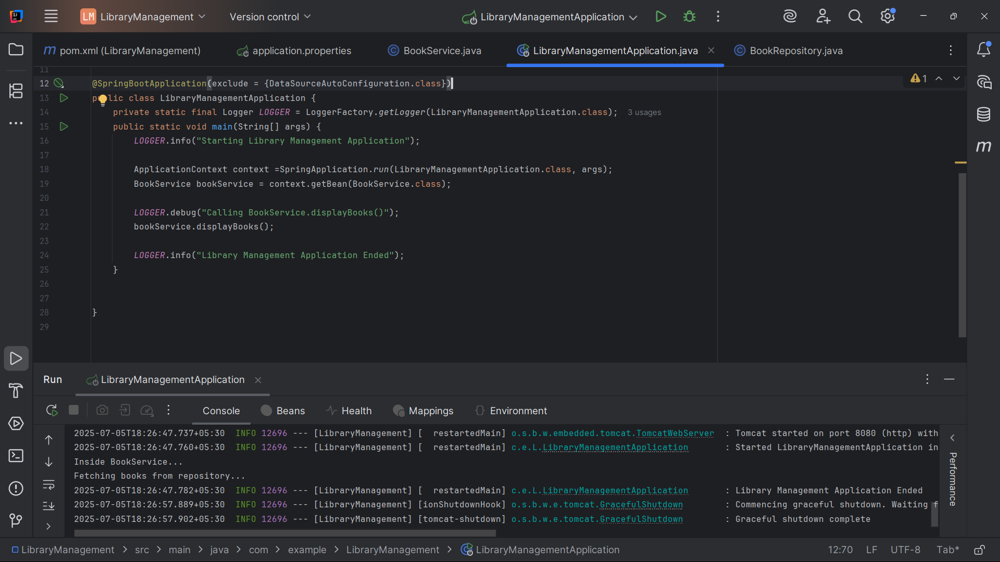 LM LibraryManagement Version control LibraryManagementApplication
pom.xml (LibraryManagement) application.properties BookService.java LibraryManagementApplication.java BookRepository.java
11
12 @SpringBootApplication(exclude = {DataSourceAutoConfiguration.class}) 1
13 public class LibraryManagementApplication {
14 private static final Logger LOGGER = LoggerFactory.getLogger(LibraryManagementApplication.class); 3 usages
15 public static void main(String[] args) {
16 LOGGER.info("Starting Library Management Application");
17
18 ApplicationContext context =SpringApplication.run(LibraryManagementApplication.class, args);
19 BookService bookService = context.getBean(BookService.class);
20
21 LOGGER.debug("Calling BookService.displayBooks()");
22 bookService.displayBooks();
23
24 LOGGER.info("Library Management Application Ended");
25 }
26
27
28 }
29
Run LibraryManagementApplication
Console Beans Health Mappings Environment
2025-07-05T18:26:47.737+05:30 INFO 12696 --- [LibraryManagement] [ restartedMain] o.s.b.w.embedded.tomcat.TomcatWebServer : Tomcat started on port 8080 (http) with
2025-07-05T18:26:47.760+05:30 INFO 12696 --- [LibraryManagement] [ restartedMain] c.e.L.LibraryManagementApplication : Started LibraryManagementApplication in
Inside BookService...
Fetching books from repository...
2025-07-05T18:26:47.782+05:30 INFO 12696 --- [LibraryManagement] [ restartedMain] c.e.L.LibraryManagementApplication : Library Management Application Ended
2025-07-05T18:26:57.889+05:30 INFO 12696 --- [LibraryManagement] [ionShutdownHook] o.s.b.w.e.tomcat.GracefulShutdown : Commencing graceful shutdown. Waiting f
2025-07-05T18:26:57.902+05:30 INFO 12696 --- [LibraryManagement] [tomcat-shutdown] o.s.b.w.e.tomcat.GracefulShutdown : Graceful shutdown complete
Performance
LibraryManagement > src > main > java > com > example > LibraryManagement > LibraryManagementApplication 12:70 LF UTF-8 Tab*